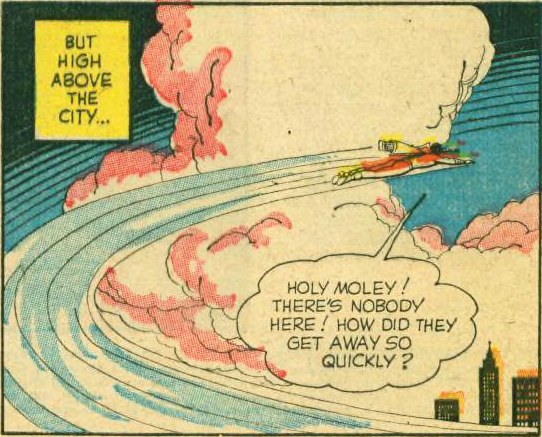 BUT
HIGH
ABOVE
THE
CITY...
HOLY MOLEY!
THERE'S NOBODY
HERE! HOW DID THEY
GET AWAY SO
QUICKLY?